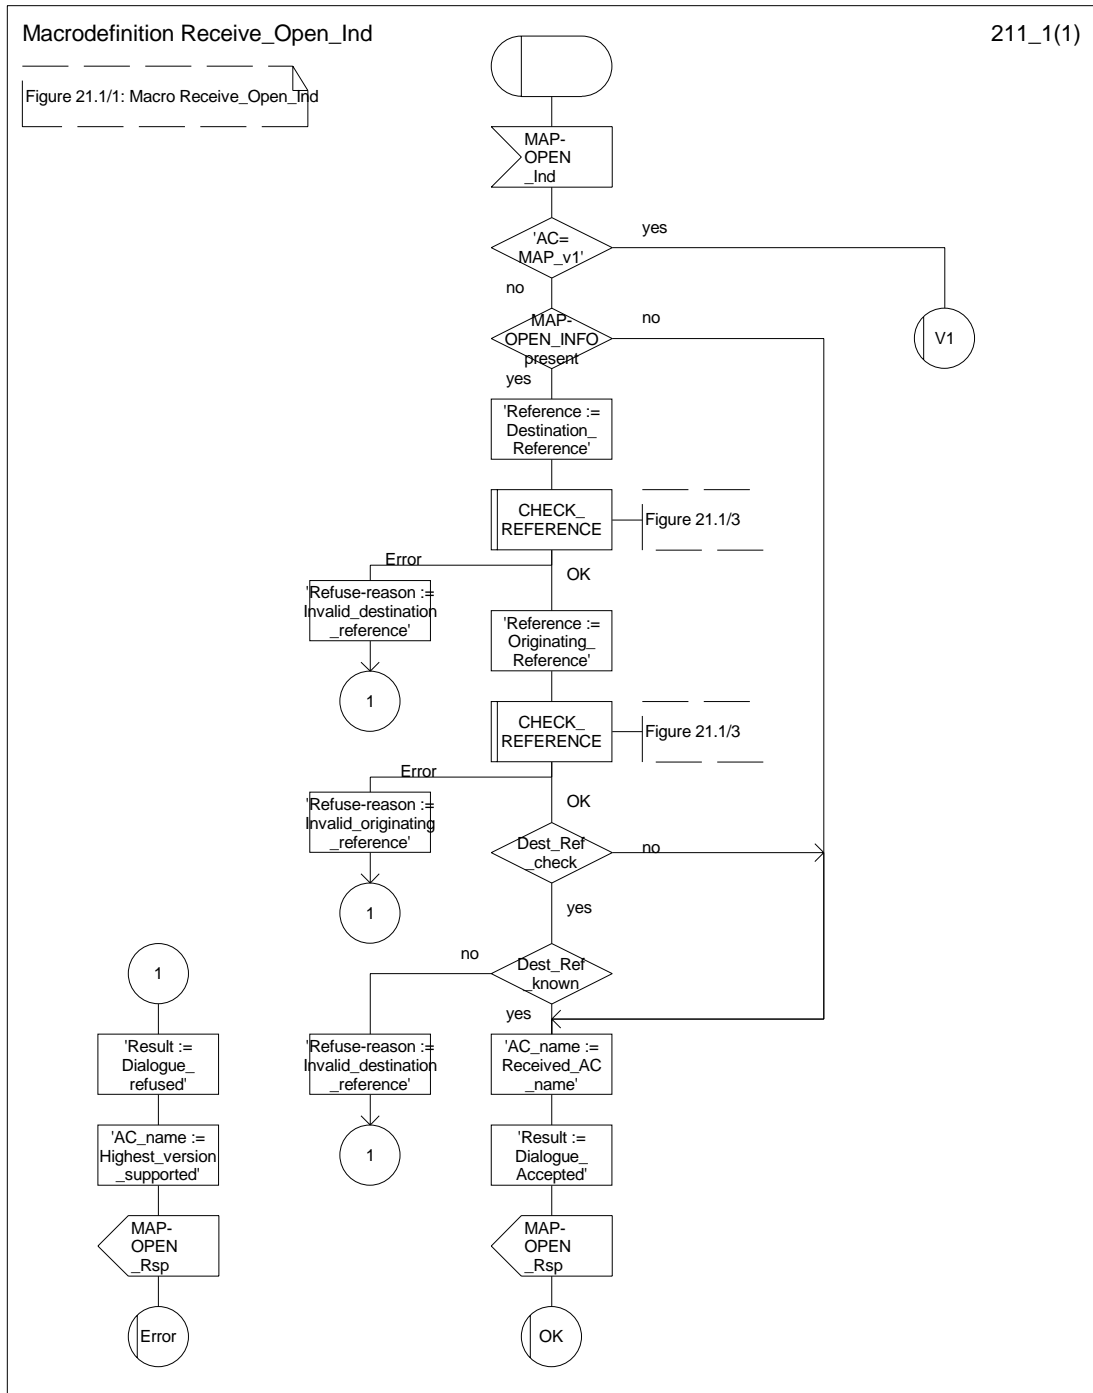 Macrodefinition Receive_Open_Ind
211_1(1)
Figure 21.1/1: Macro Receive_Open_Ind
MAP-
OPEN
_Ind
'AC=
MAP_v1'
yes
no
V1
MAP-
OPEN_INFO
present
no
yes
'Reference :=
Destination_
Reference'
CHECK_
REFERENCE
Figure 21.1/3
Error
OK
'Refuse-reason :=
Invalid_destination
_reference'
1
'Reference :=
Originating_
Reference'
CHECK_
REFERENCE
Figure 21.1/3
Error
OK
'Refuse-reason :=
Invalid_originating
_reference'
1
Dest_Ref
_check
no
yes
Dest_Ref
_known
no
yes
'Refuse-reason :=
Invalid_destination
_reference'
1
'AC_name :=
Received_AC
_name'
'Result :=
Dialogue_
Accepted'
MAP-
OPEN
_Rsp
OK
1
'Result :=
Dialogue_
refused'
'AC_name :=
Highest_version
_supported'
MAP-
OPEN
_Rsp
Error